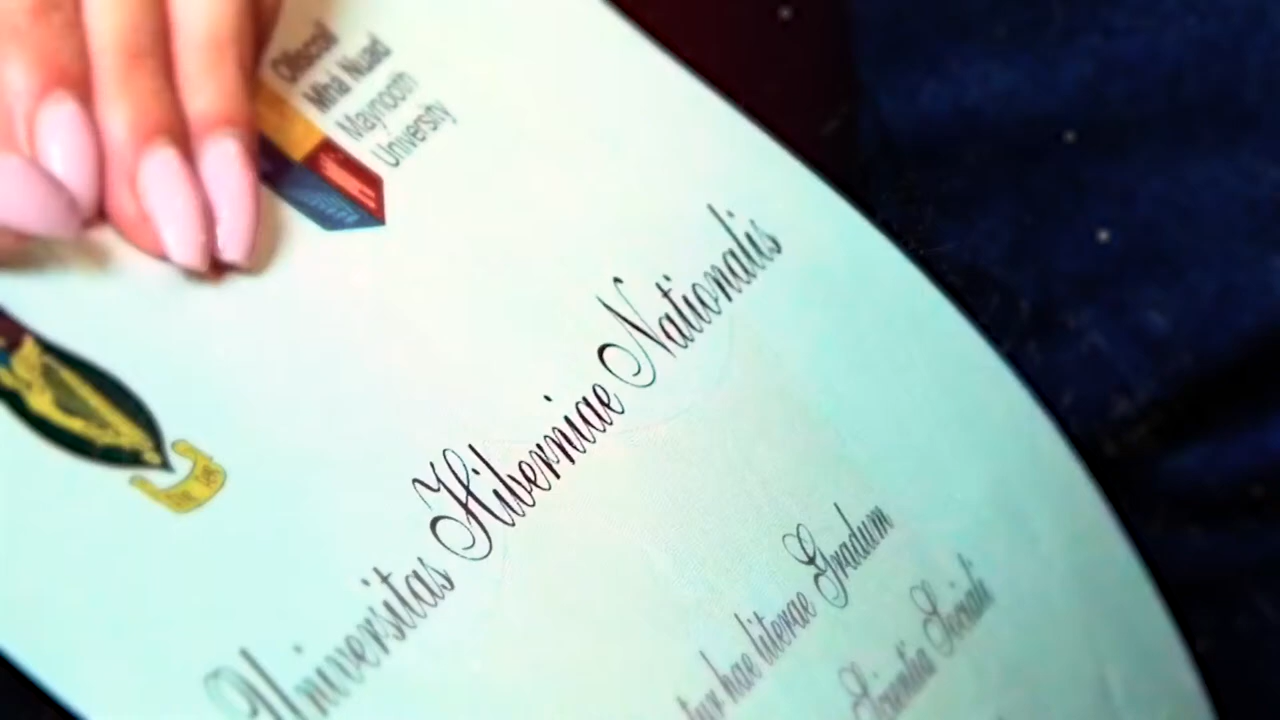 Ollscoil
Mhá Nuad
Maynooth
University
Universitas Hiberniae Nationalis
hae literae Gradum
Scientia Sociali